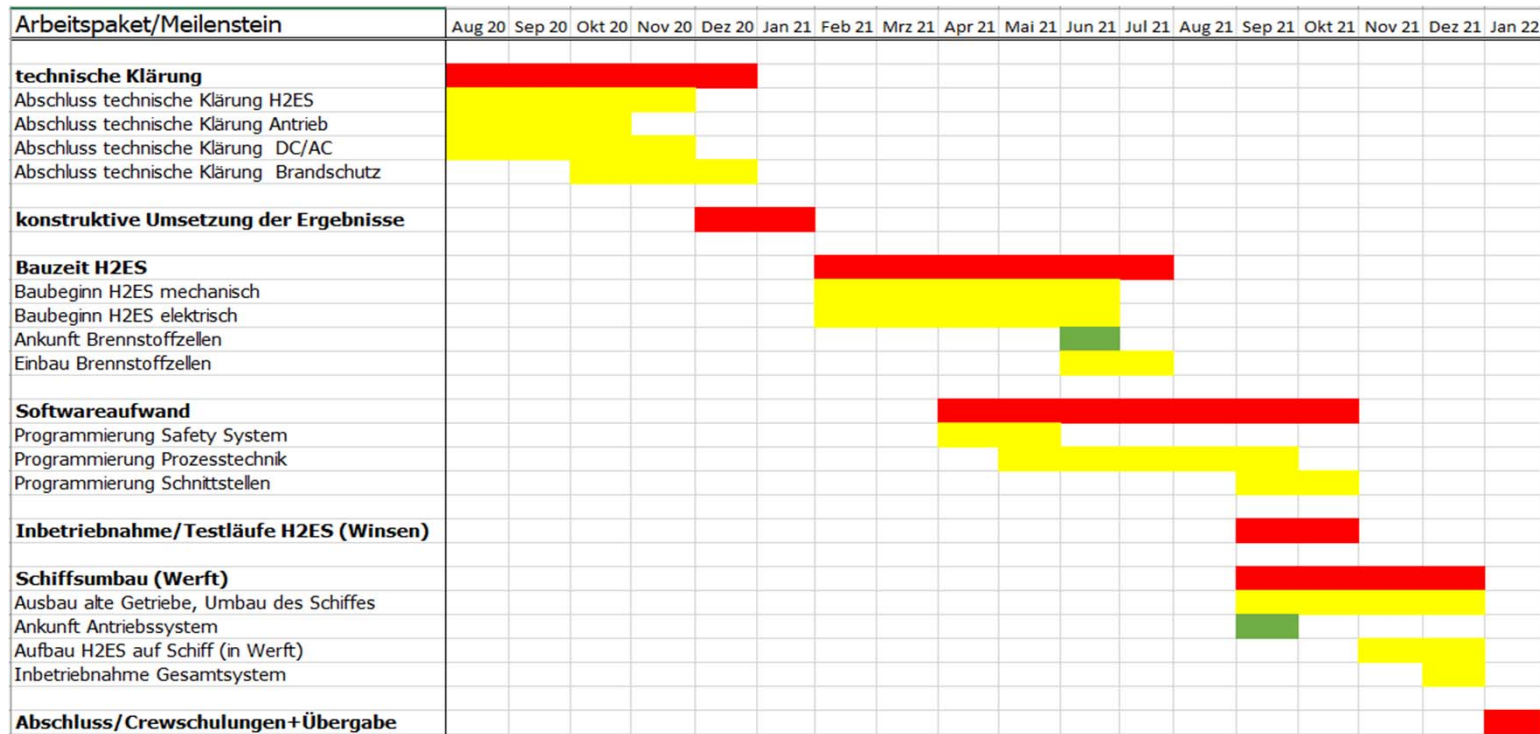 Arbeitspaket/Meilenstein Aug 20 Sep 20 Okt 20 Nov 20 Dez 20 Jan 21 Feb 21 Mrz 21 Apr 21 Mai 21 Jun 21 Jul 21 Aug 21 Sep 21 Okt 21 Nov 21 Dez 21 Jan 22
technische Klärung
Abschluss technische Klärung H2ES
Abschluss technische Klärung Antrieb
Abschluss technische Klärung DC/AC
Abschluss technische Klärung Brandschutz
konstruktive Umsetzung der Ergebnisse
Bauzeit H2ES
Baubeginn H2ES mechanisch
Baubeginn H2ES elektrisch
Ankunft Brennstoffzellen
Einbau Brennstoffzellen
Softwareaufwand
Programmierung Safety System
Programmierung Prozesstechnik
Programmierung Schnittstellen
Inbetriebnahme/Testläufe H2ES (Winsen)
Schiffsumbau (Werft)
Ausbau alte Getriebe, Umbau des Schiffes
Ankunft Antriebssystem
Aufbau H2ES auf Schiff (in Werft)
Inbetriebnahme Gesamtsystem
Abschluss/Crewschulungen+Übergabe